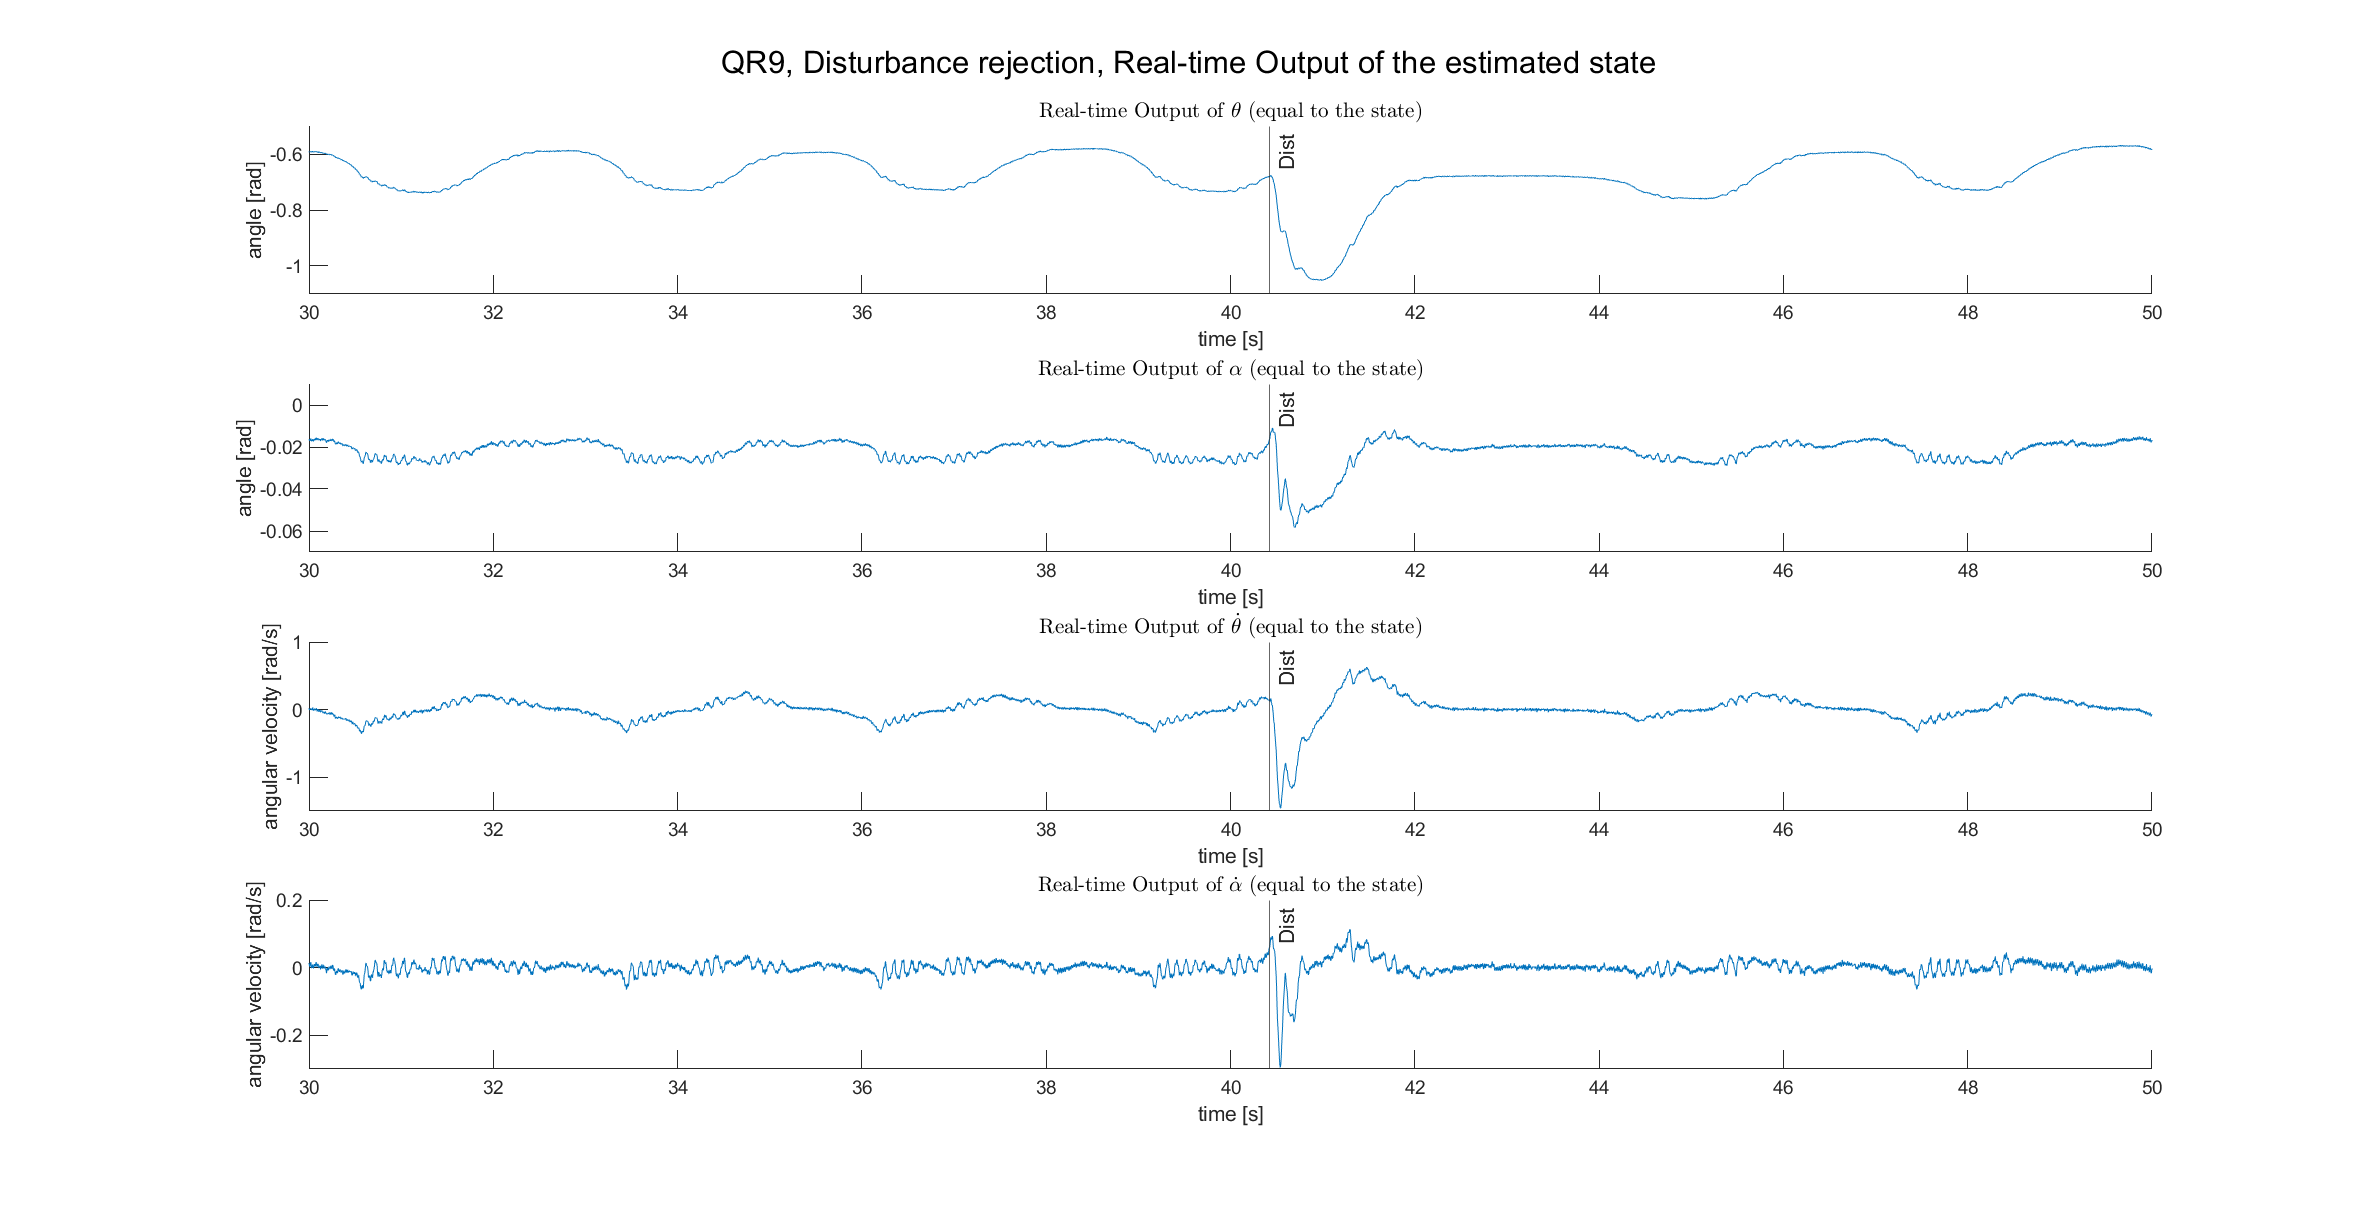 QR9, Disturbance rejection, Real-time Output of the estimated state
Real-time Output of θ (equal to the state)
angle [rad]
-0.6
-0.8
-1
Dist
30 32 34 36 38 40 42 44 46 48 50
time [s]
Real-time Output of α (equal to the state)
angle [rad]
0
-0.02
-0.04
-0.06
Dist
30 32 34 36 38 40 42 44 46 48 50
time [s]
Real-time Output of θ̇ (equal to the state)
angular velocity [rad/s]
1
0
-1
Dist
30 32 34 36 38 40 42 44 46 48 50
time [s]
Real-time Output of α̇ (equal to the state)
angular velocity [rad/s]
0.2
0
-0.2
Dist
30 32 34 36 38 40 42 44 46 48 50
time [s]